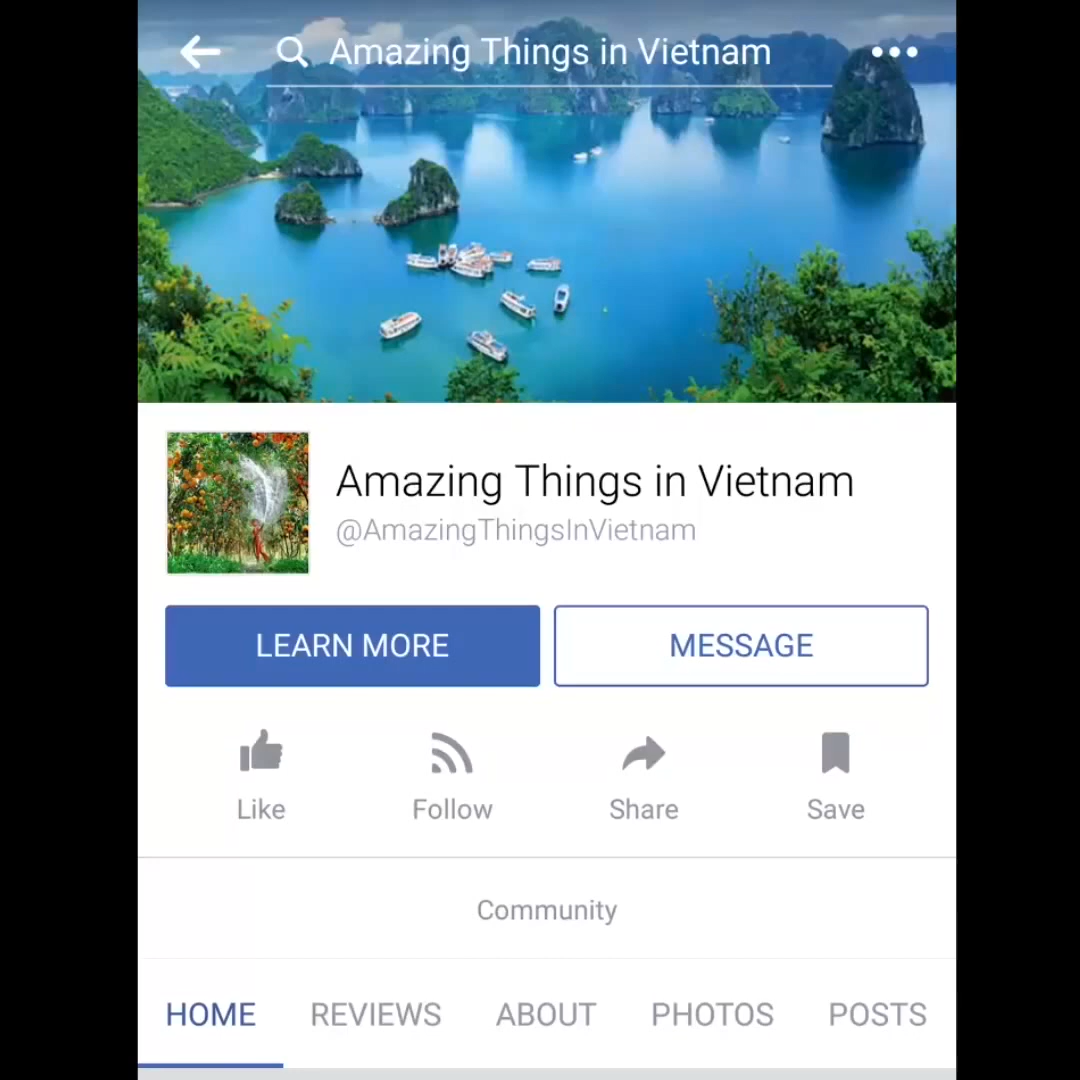 Amazing Things in Vietnam
Amazing Things in Vietnam
@AmazingThingsInVietnam
LEARN MORE
MESSAGE
Like
Follow
Share
Save
Community
HOME
REVIEWS
ABOUT
PHOTOS
POSTS